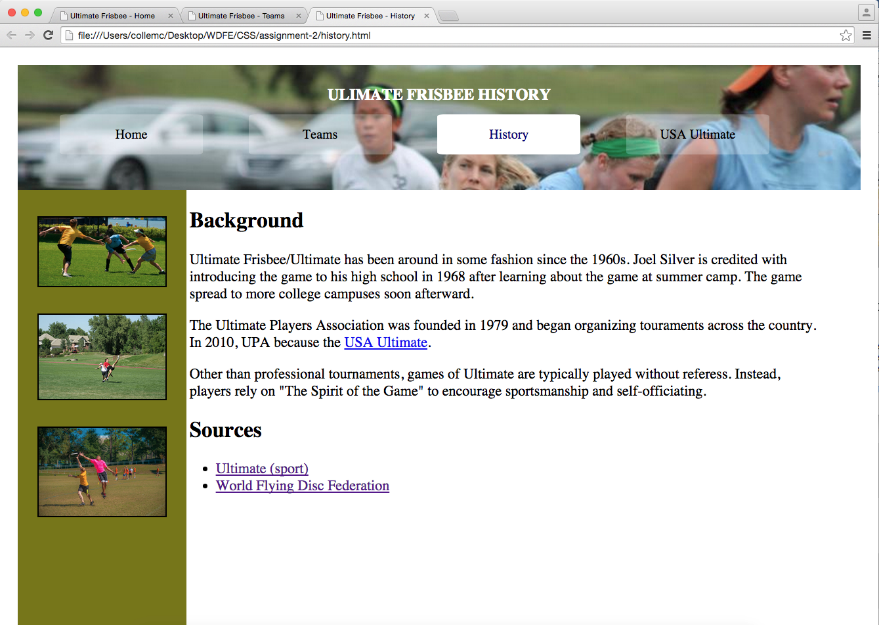 Ultimate Frisbee - Home
Ultimate Frisbee - Teams
Ultimate Frisbee - History
file:///Users/collemc/Desktop/WDFE/CSS/assignment-2/history.html
ULIMATE FRISBEE HISTORY
Home
Teams
History
USA Ultimate
Background
Ultimate Frisbee/Ultimate has been around in some fashion since the 1960s. Joel Silver is credited with
introducing the game to his high school in 1968 after learning about the game at summer camp. The game
spread to more college campuses soon afterward.
The Ultimate Players Association was founded in 1979 and began organizing touraments across the country.
In 2010, UPA because the USA Ultimate.
Other than professional tournaments, games of Ultimate are typically played without referess. Instead,
players rely on "The Spirit of the Game" to encourage sportsmanship and self-officiating.
Sources
Ultimate (sport)
World Flying Disc Federation